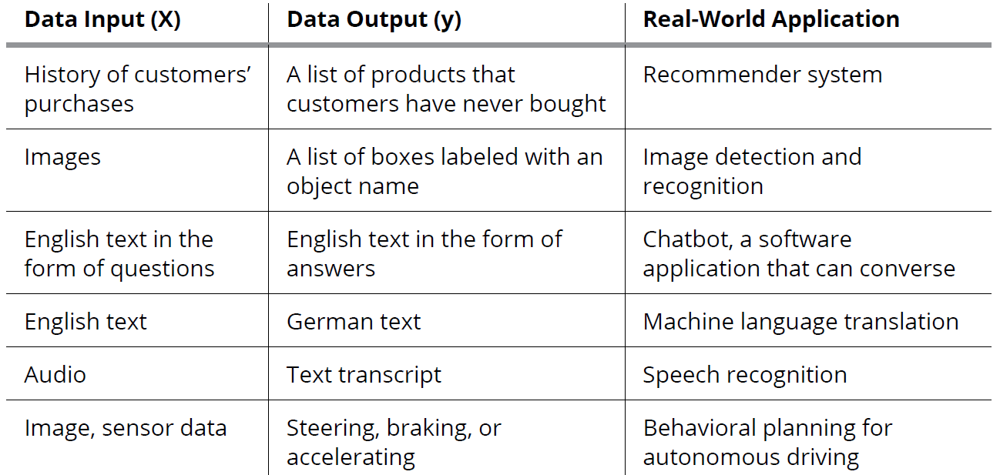 Data Input (X) Data Output (y) Real-World Application
History of customers’ A list of products that Recommender system
purchases customers have never bought
Images A list of boxes labeled with an Image detection and
object name recognition
English text in the English text in the form of Chatbot, a software
form of questions answers application that can converse
English text German text Machine language translation
Audio Text transcript Speech recognition
Image, sensor data Steering, braking, or Behavioral planning for
accelerating autonomous driving